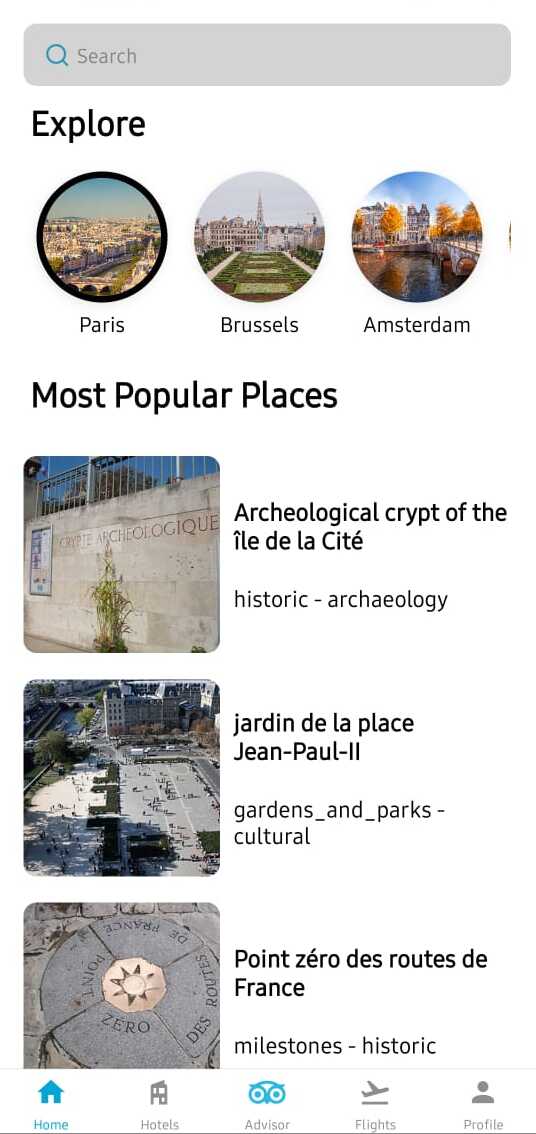 Search
Explore
Paris
Brussels
Amsterdam
Most Popular Places
CRYPTE ARCHEOLOGIQUE
Archeological crypt of the
île de la Cité
historic - archaeology
jardin de la place
Jean-Paul-II
gardens_and_parks -
cultural
POINT
ZÉRO
DES ROUTES
DE FRANCE
Point zéro des routes de
France
milestones - historic
Home
Hotels
Advisor
Flights
Profile